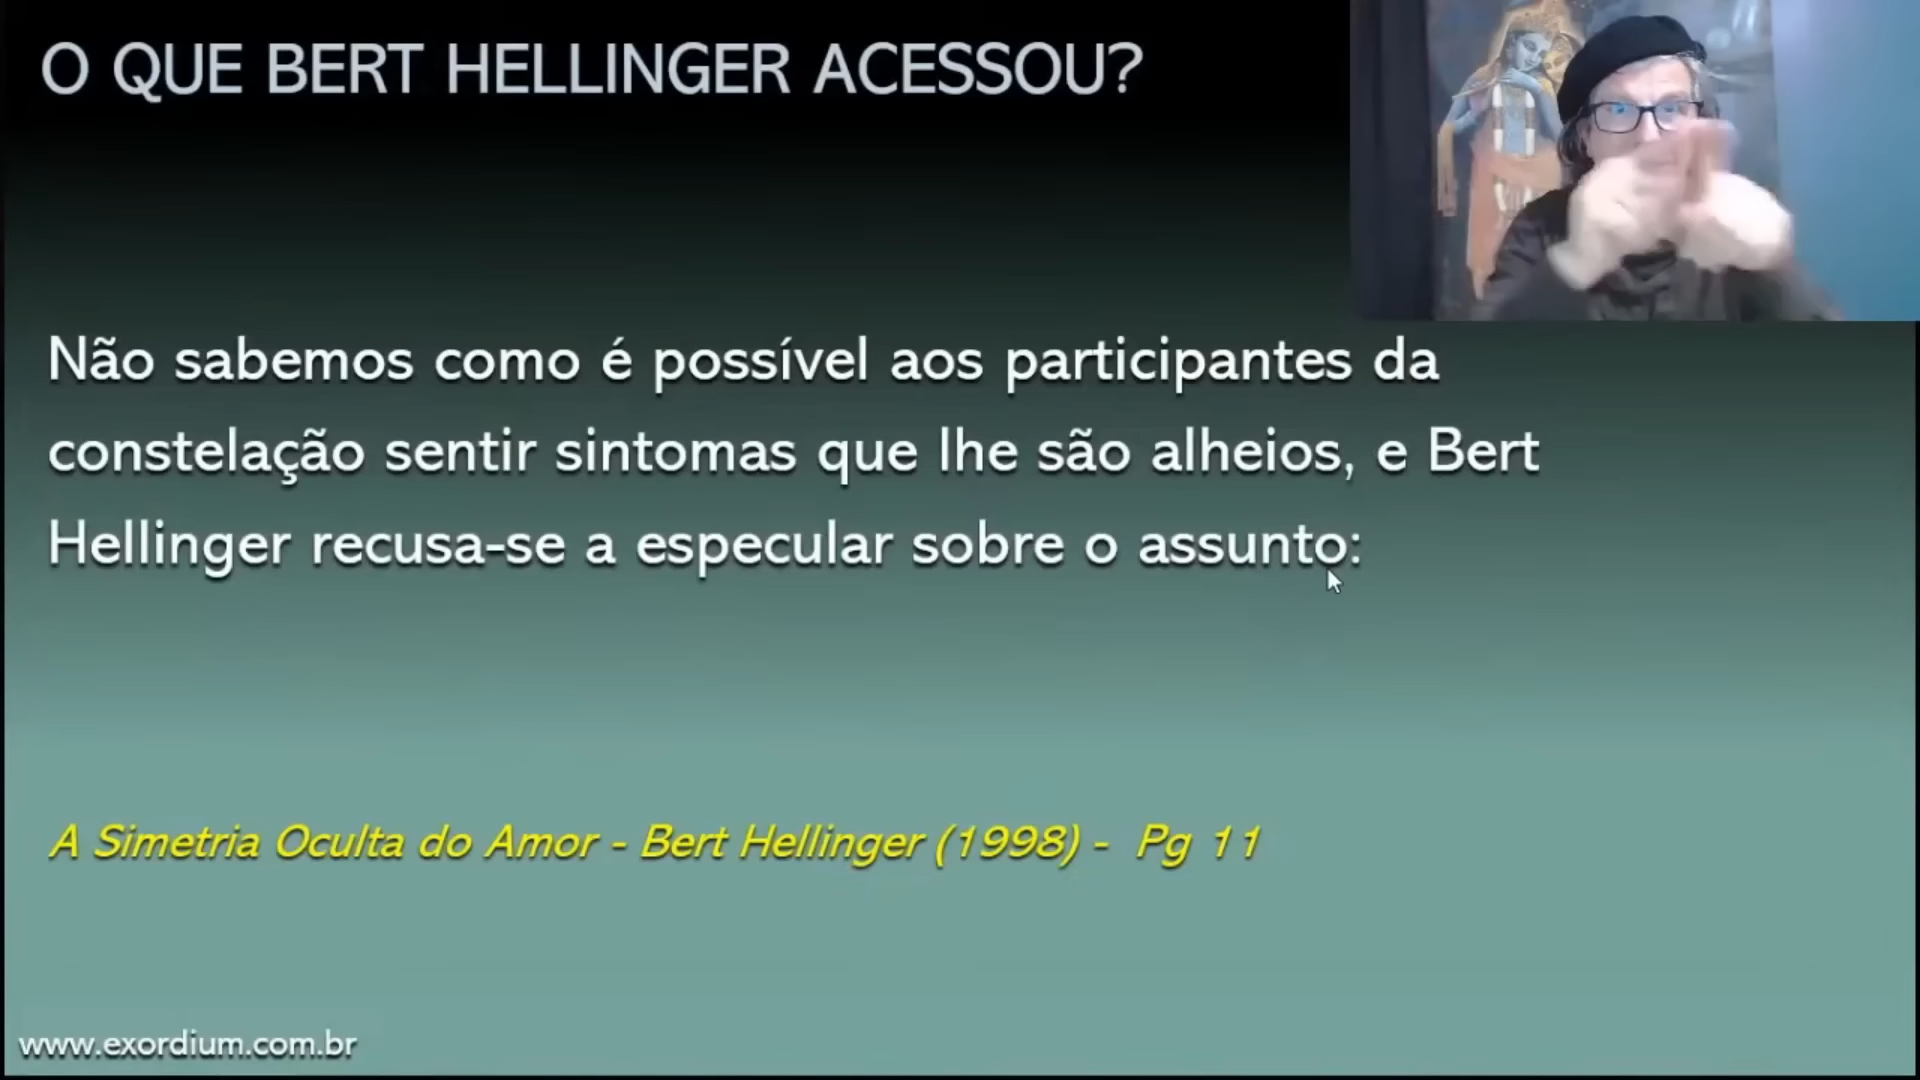 O QUE BERT HELLINGER ACESSOU?
Não sabemos como é possível aos participantes da
constelação sentir sintomas que lhe são alheios, e Bert
Hellinger recusa-se a especular sobre o assunto:
A Simetria Oculta do Amor - Bert Hellinger (1998) - Pg 11
www.exordium.com.br